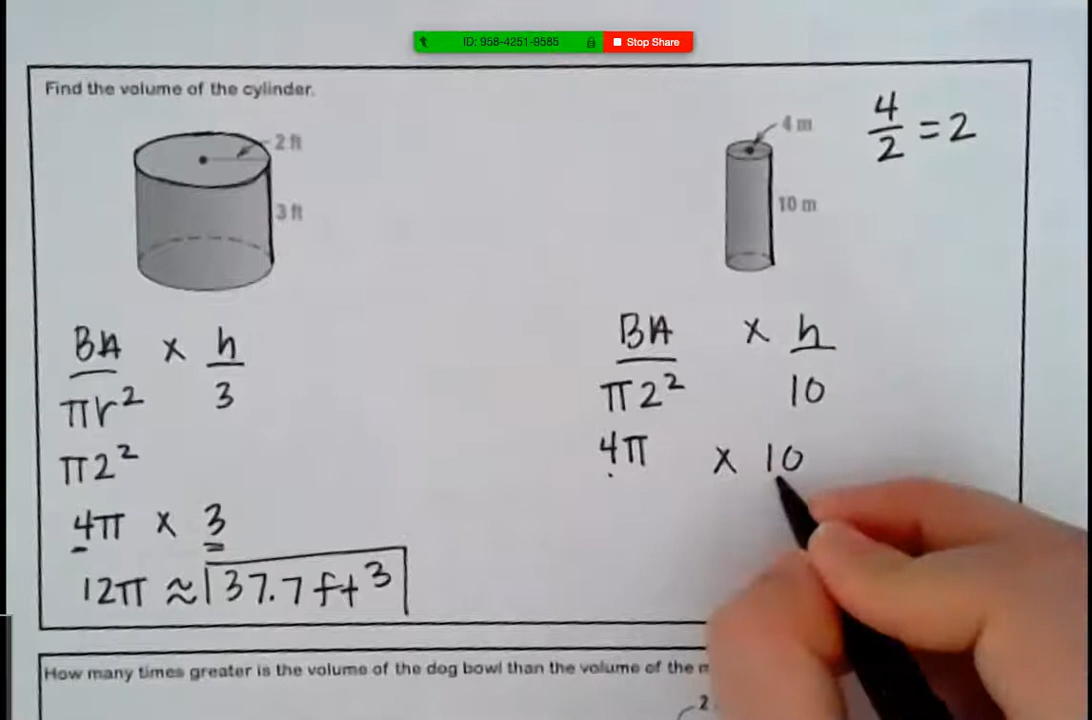 ID: 958-4251-9585 Stop Share
Find the volume of the cylinder.
2 ft
3 ft
BA x h
πr² 3
π2²
4π x 3
12π ≈ 37.7 ft³
4 m
10 m
4/2 = 2
BA x h
π2² 10
4π x 10
How many times greater is the volume of the dog bowl than the volume of the
2